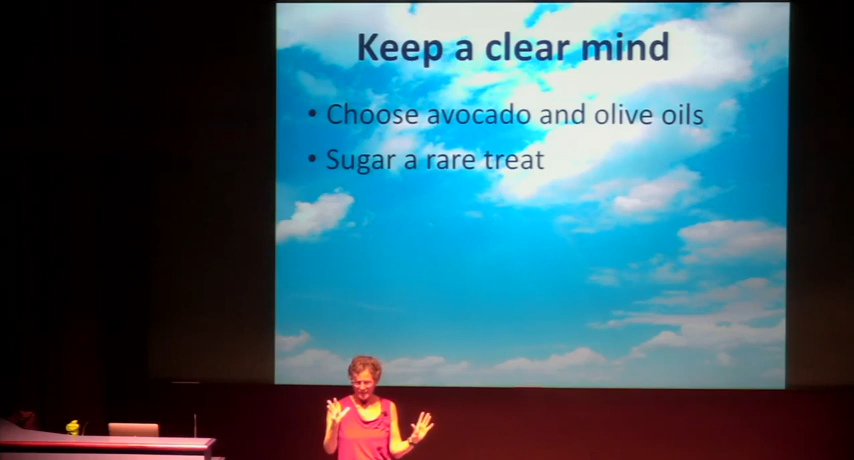 Keep a clear mind
• Choose avocado and olive oils
• Sugar a rare treat